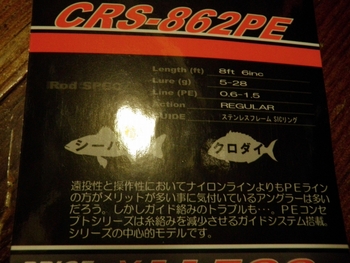 CRS-862PE
Length (ft) 8ft 6inc
Rod SPEC Lure (g) 5-28
Line (PE) 0.6-1.5
Action REGULAR
GUIDE ステンレスフレーム SiCリング
クロダイ
遠投性と操作性においてナイロンラインよりもPEライン
の方がメリットが多い事に気付いているアングラーは多い
だろう。しかしガイド絡みのトラブルも…。PEコンセ
プトシリーズは糸絡みを減少させるガイドシステム搭載。
シリーズの中心的モデルです。